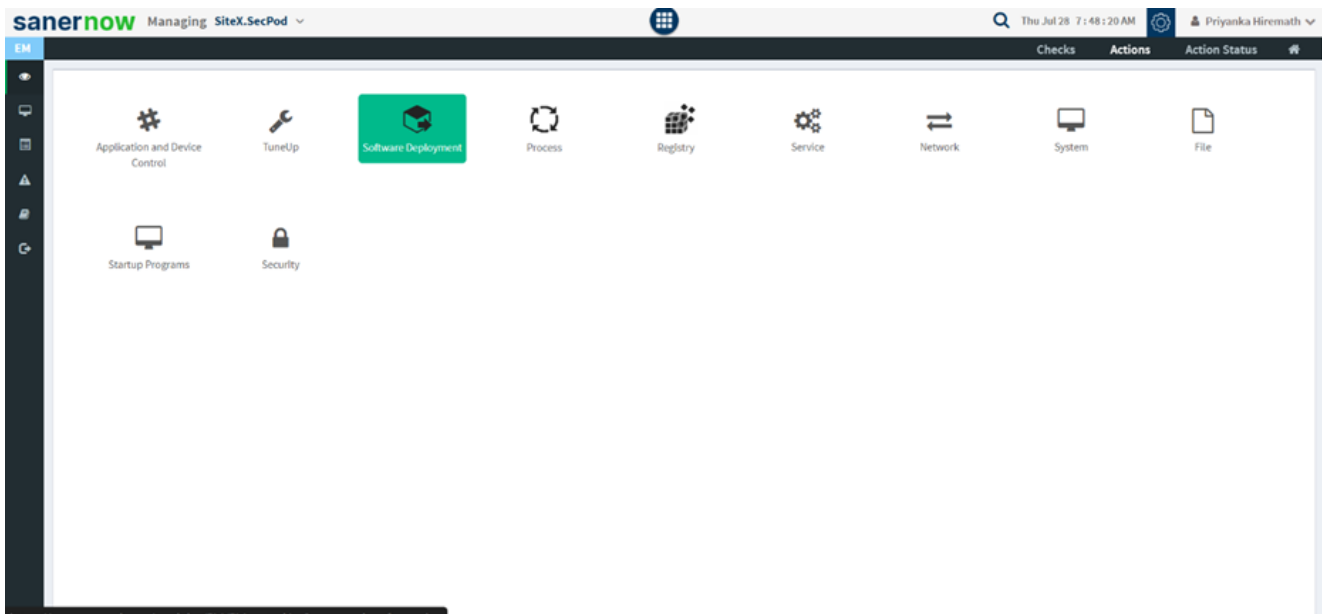 sanernow Managing SiteX.SecPod Thu Jul 28 7:48:20 AM Priyanka Hiremath
EM Checks Actions Action Status
Application and Device
Control
TuneUp
Software Deployment
Process
Registry
Service
Network
System
File
Startup Programs
Security